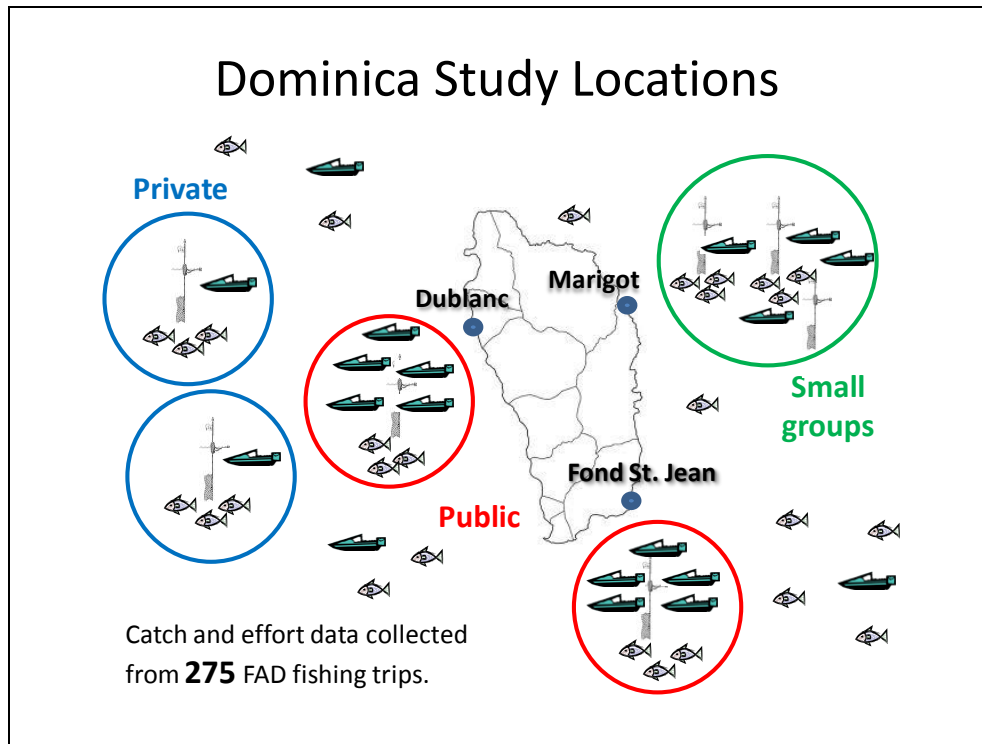 Dominica Study Locations
Private
Dublanc
Marigot
Small
groups
Fond St. Jean
Public
Catch and effort data collected
from 275 FAD fishing trips.